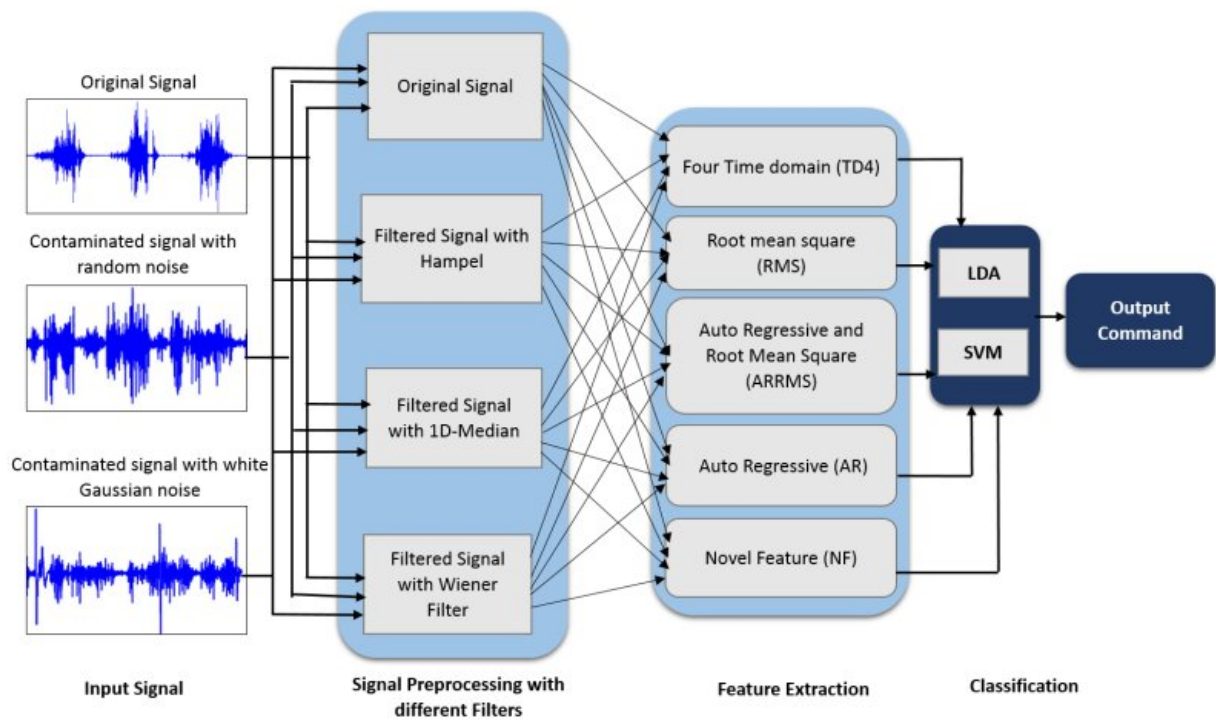 Original Signal
Contaminated signal with
random noise
Contaminated signal with white
Gaussian noise
Input Signal
Original Signal
Filtered Signal with
Hampel
Filtered Signal
with 1D-Median
Filtered Signal
with Wiener
Filter
Signal Preprocessing with
different Filters
Four Time domain (TD4)
Root mean square
(RMS)
Auto Regressive and
Root Mean Square
(ARRMS)
Auto Regressive (AR)
Novel Feature (NF)
Feature Extraction
LDA
SVM
Classification
Output
Command